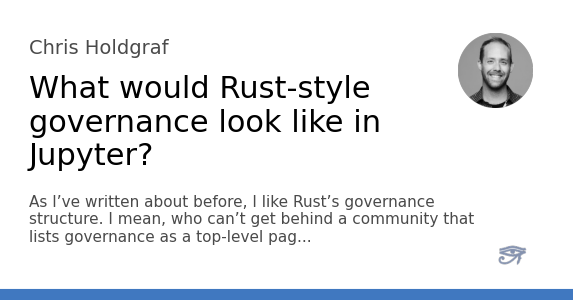 Chris Holdgraf
What would Rust-style
governance look like in
Jupyter?
As I’ve written about before, I like Rust’s governance
structure. I mean, who can’t get behind a community that
lists governance as a top-level pag...